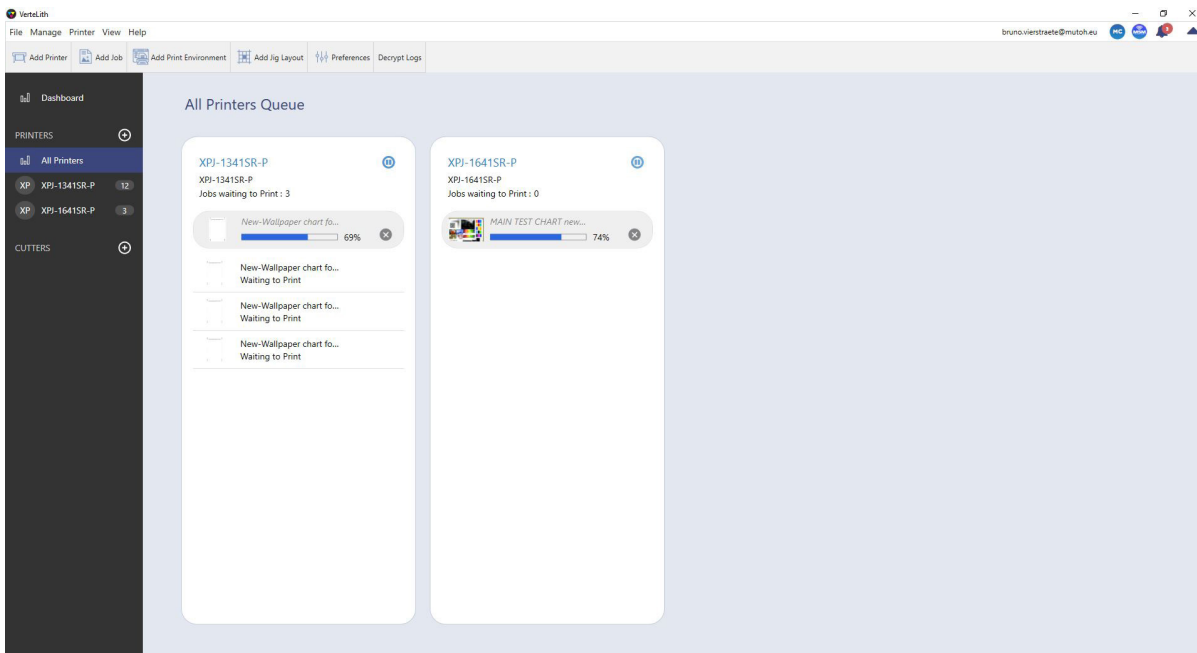 VerteLith
File Manage Printer View Help
bruno.vierstraete@mutoh.eu MC MSM 3
Add Printer Add Job Add Print Environment Add Jig Layout Preferences Decrypt Logs
Dashboard
PRINTERS
All Printers
XP XPJ-1341SR-P 12
XP XPJ-1641SR-P 3
CUTTERS
All Printers Queue
XPJ-1341SR-P
XPJ-1341SR-P
Jobs waiting to Print : 3
New-Wallpaper chart fo...
69%
New-Wallpaper chart fo...
Waiting to Print
New-Wallpaper chart fo...
Waiting to Print
New-Wallpaper chart fo...
Waiting to Print
XPJ-1641SR-P
XPJ-1641SR-P
Jobs waiting to Print : 0
MAIN TEST CHART new...
74%